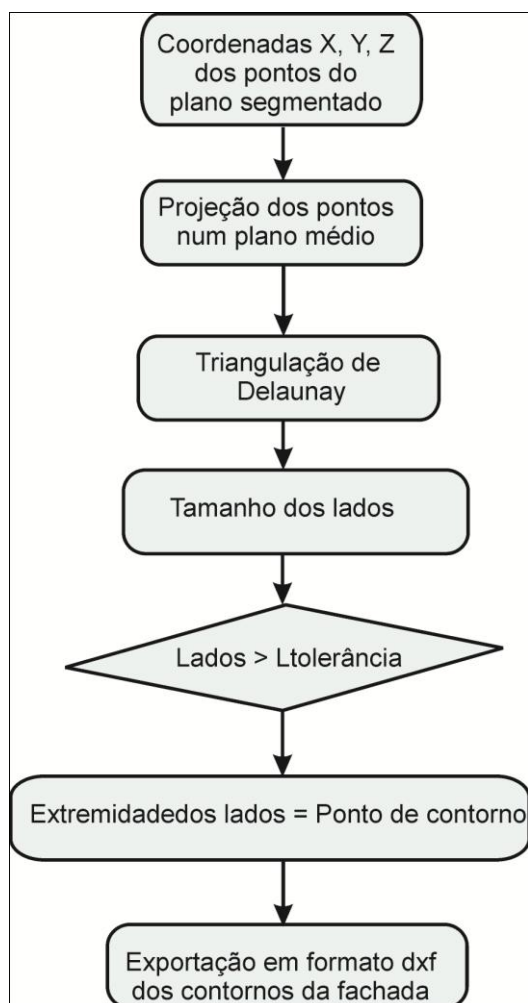 Coordenadas X, Y, Z
dos pontos do
plano segmentado
Projeção dos pontos
num plano médio
Triangulação de
Delaunay
Tamanho dos lados
Lados > Ltolerância
Extremidadedos lados = Ponto de contorno
Exportação em formato dxf
dos contornos da fachada